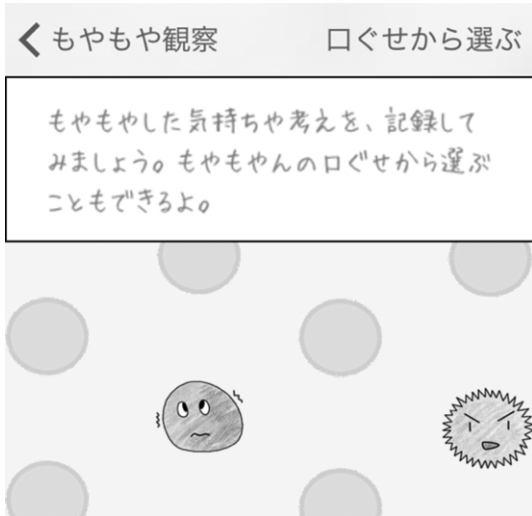 もやもや観察
口ぐせから選ぶ
もやもやした気持ちや考えを、記録して
みましょう。もやもやんの口ぐせから選ぶ
こともできるよ。